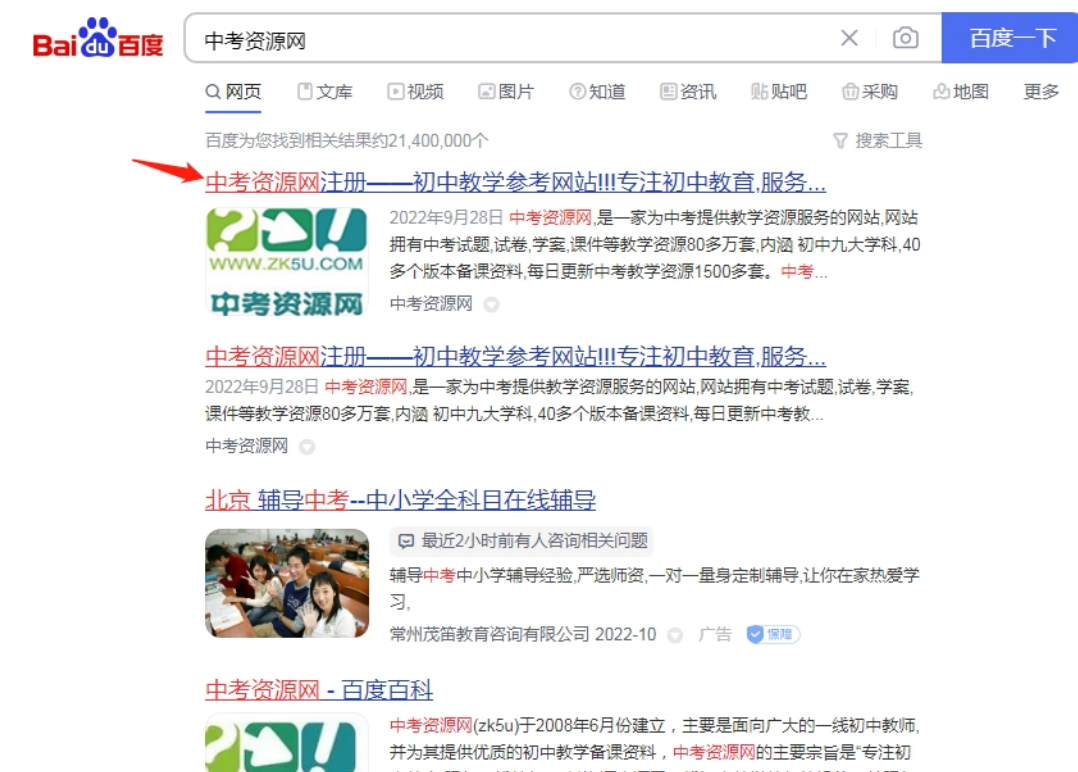 Bai du 百度
中考资源网
百度一下
网页 文库 视频 图片 知道 资讯 贴吧 采购 地图 更多
百度为您找到相关结果约21,400,000个
搜索工具
中考资源网注册——初中教学参考网站!!!专注初中教育,服务...
WWW.ZK5U.COM
中考资源网
2022年9月28日 中考资源网,是一家为中考提供教学资源服务的网站,网站
拥有中考试题,试卷,学案,课件等教学资源80多万套,内涵 初中九大学科,40
多个版本备课资料,每日更新中考教学资源1500多套。中考...
中考资源网
中考资源网注册——初中教学参考网站!!!专注初中教育,服务...
2022年9月28日 中考资源网,是一家为中考提供教学资源服务的网站,网站拥有中考试题,试卷,学案,
课件等教学资源80多万套,内涵 初中九大学科,40多个版本备课资料,每日更新中考教...
中考资源网
北京 辅导中考--中小学全科目在线辅导
最近2小时前有人咨询相关问题
辅导中考中小学辅导经验,严选师资,一对一量身定制辅导,让你在家热爱学
习,
常州茂笛教育咨询有限公司 2022-10 广告 保障
中考资源网 - 百度百科
中考资源网(zk5u)于2008年6月份建立，主要是面向广大的一线初中教师,
并为其提供优质的初中教学备课资料，中考资源网的主要宗旨是“专注初